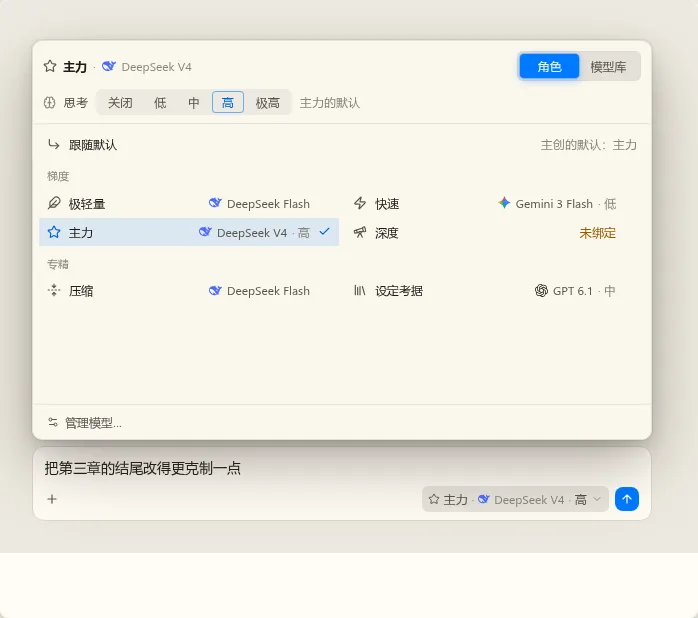 主力 · DeepSeek V4 角色 模型库
思考 关闭 低 中 高 极高 主力的默认
跟随默认 主创的默认：主力
梯度
极轻量 DeepSeek Flash 快速 Gemini 3 Flash · 低
主力 DeepSeek V4 · 高 深度 未绑定
专精
压缩 DeepSeek Flash 设定考据 GPT 6.1 · 中
管理模型...
把第三章的结尾改得更克制一点
主力 · DeepSeek V4 · 高